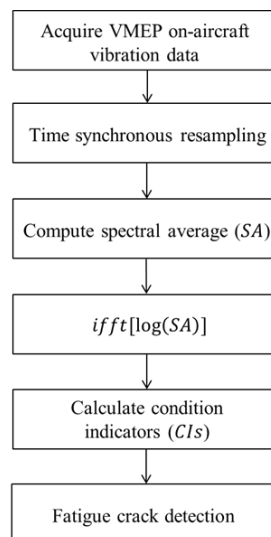 Acquire VMEP on-aircraft
vibration data
Time synchronous resampling
Compute spectral average (SA)
ifft[log(SA)]
Calculate condition
indicators (CIs)
Fatigue crack detection